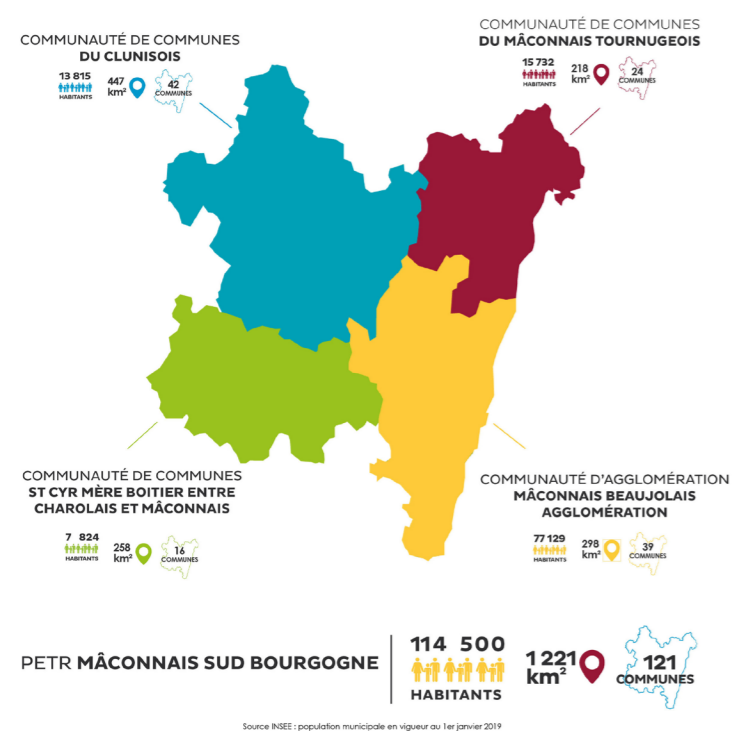 COMMUNAUTÉ DE COMMUNES
DU CLUNISOIS
13 815
HABITANTS
447
km²
42
COMMUNES
COMMUNAUTÉ DE COMMUNES
DU MÂCONNAIS TOURNUGEOIS
15 732
HABITANTS
218
km²
24
COMMUNES
COMMUNAUTÉ DE COMMUNES
ST CYR MÈRE BOITIER ENTRE
CHAROLAIS ET MÂCONNAIS
7 824
HABITANTS
258
km²
16
COMMUNES
COMMUNAUTÉ D'AGGLOMÉRATION
MÂCONNAIS BEAUJOLAIS
AGGLOMÉRATION
77 129
HABITANTS
298
km²
39
COMMUNES
PETR MÂCONNAIS SUD BOURGOGNE
114 500
HABITANTS
1 221
km²
121
COMMUNES
Source INSEE : population municipale en vigueur au 1er janvier 2019